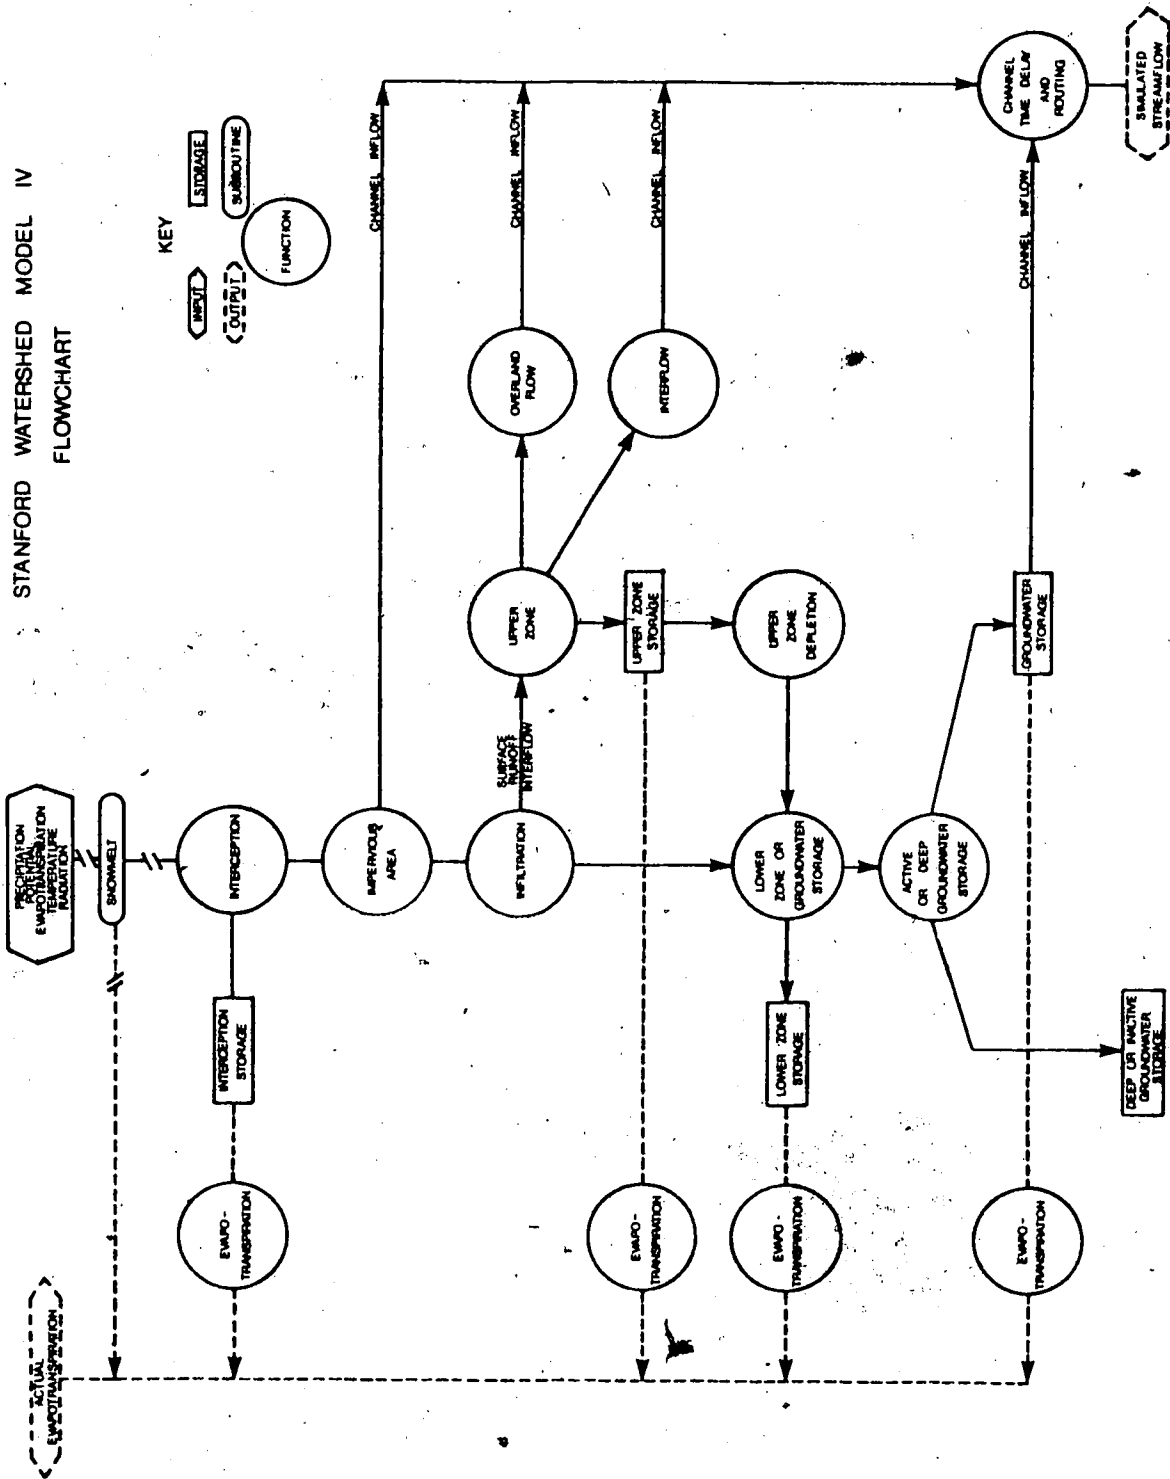 STANFORD WATERSHED MODEL IV
FLOWCHART
KEY
INPUT
STORAGE
OUTPUT
SUBROUTINE
FUNCTION
ACTUAL
EVAPOTRANSPIRATION
PRECIPITATION
POTENTIAL
EVAPOTRANSPIRATION
TEMPERATURE
RADIATION
SNOWMELT
EVAPO-
TRANSPIRATION
INTERCEPTION
STORAGE
INTERCEPTION
IMPERVIOUS
AREA
CHANNEL INFLOW
INFILTRATION
SURFACE
RUNOFF
INTERFLOW
UPPER
ZONE
OVERLAND
FLOW
CHANNEL INFLOW
EVAPO-
TRANSPIRATION
UPPER ZONE
STORAGE
INTERFLOW
CHANNEL INFLOW
EVAPO-
TRANSPIRATION
LOWER ZONE
STORAGE
LOWER
ZONE OR
GROUNDWATER
STORAGE
UPPER
ZONE
DEPLETION
ACTIVE
OR DEEP
GROUNDWATER
STORAGE
EVAPO-
TRANSPIRATION
GROUNDWATER
STORAGE
CHANNEL INFLOW
CHANNEL
TIME DELAY
AND
ROUTING
DEEP OR INACTIVE
GROUNDWATER
STORAGE
SIMULATED
STREAMFLOW